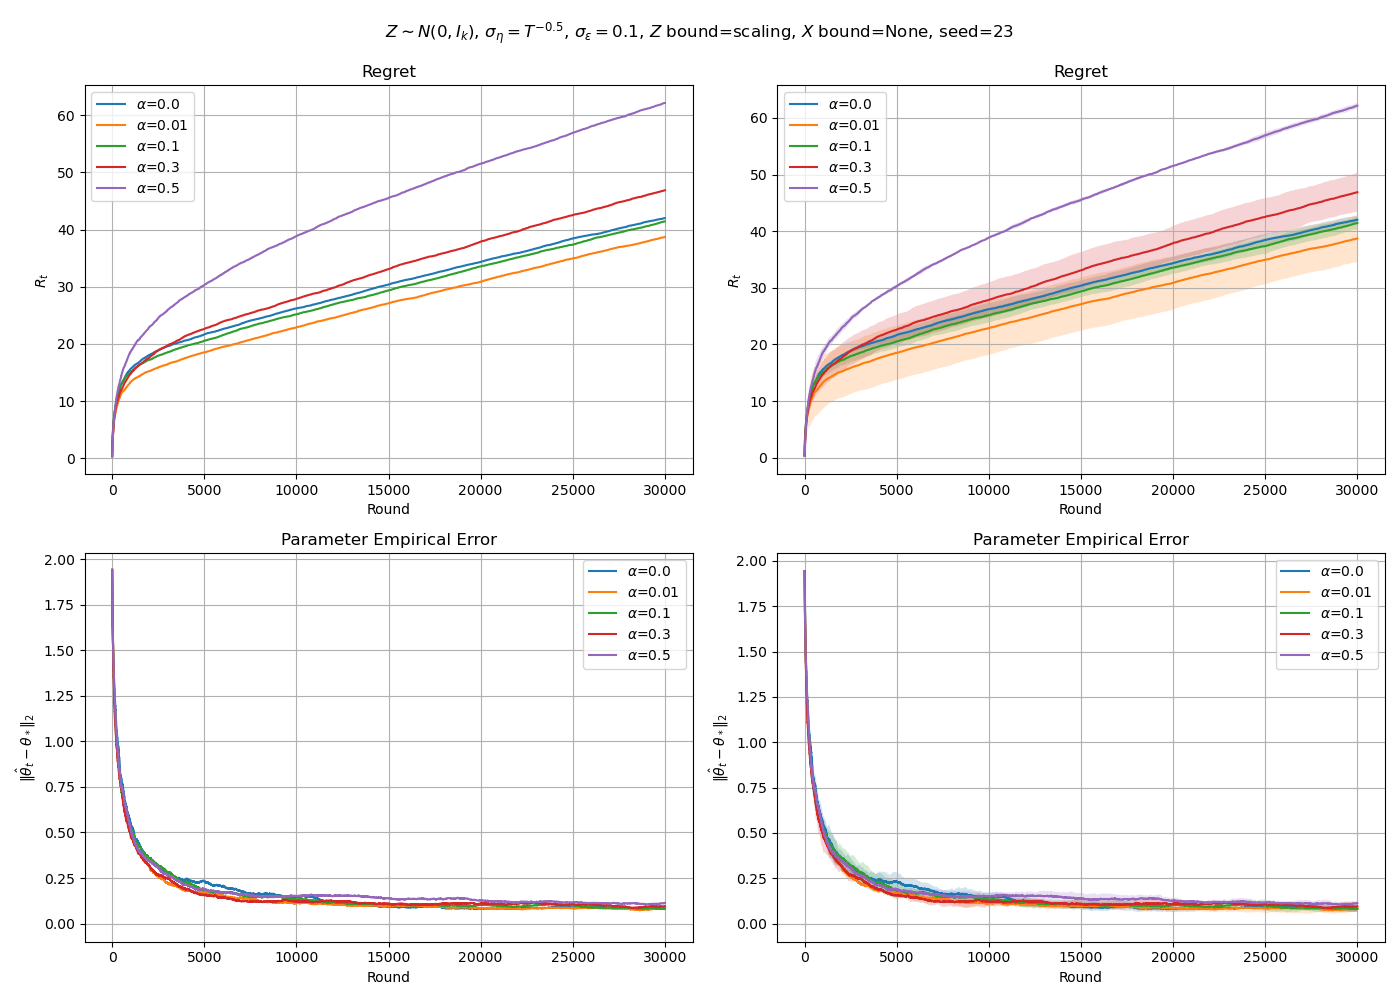 Z ∼ N(0, I_k), σ_η = T^{−0.5}, σ_ε = 0.1, Z bound=scaling, X bound=None, seed=23
Regret
R_t
60
50
40
30
20
10
0
α=0.0
α=0.01
α=0.1
α=0.3
α=0.5
0 5000 10000 15000 20000 25000 30000
Round
Regret
R_t
60
50
40
30
20
10
0
α=0.0
α=0.01
α=0.1
α=0.3
α=0.5
0 5000 10000 15000 20000 25000 30000
Round
Parameter Empirical Error
‖θ̂_t − θ_*‖_2
2.00
1.75
1.50
1.25
1.00
0.75
0.50
0.25
0.00
α=0.0
α=0.01
α=0.1
α=0.3
α=0.5
0 5000 10000 15000 20000 25000 30000
Round
Parameter Empirical Error
‖θ̂_t − θ_*‖_2
2.00
1.75
1.50
1.25
1.00
0.75
0.50
0.25
0.00
α=0.0
α=0.01
α=0.1
α=0.3
α=0.5
0 5000 10000 15000 20000 25000 30000
Round